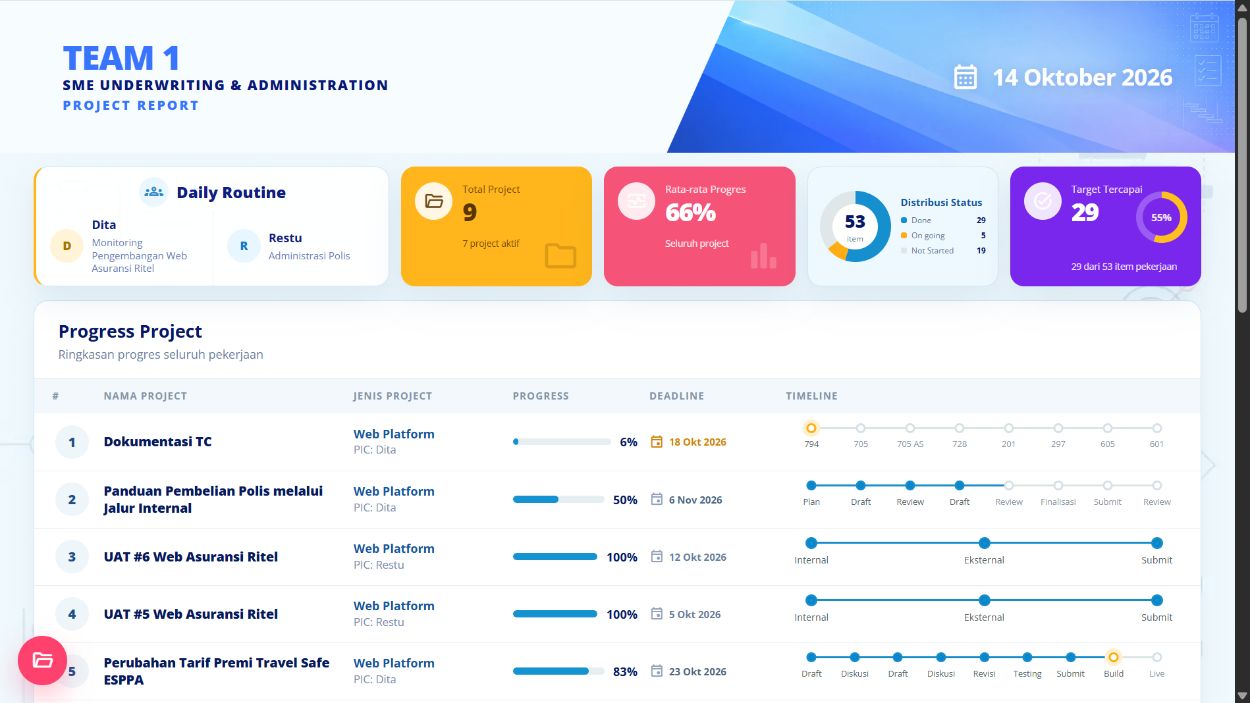 TEAM 1
SME UNDERWRITING & ADMINISTRATION
PROJECT REPORT
14 Oktober 2026
Daily Routine
D
Dita
Monitoring
Pengembangan Web
Asuransi Ritel
R
Restu
Administrasi Polis
Total Project
9
7 project aktif
Rata-rata Progres
66%
Seluruh project
53
item
Distribusi Status
Done 29
On going 5
Not Started 19
Target Tercapai
29
55%
29 dari 53 item pekerjaan
Progress Project
Ringkasan progres seluruh pekerjaan
# NAMA PROJECT JENIS PROJECT PROGRESS DEADLINE TIMELINE
1
Dokumentasi TC
Web Platform
PIC: Dita
6%
18 Okt 2026
794 705 705 AS 728 201 297 605 601
2
Panduan Pembelian Polis melalui
Jalur Internal
Web Platform
PIC: Dita
50%
6 Nov 2026
Plan Draft Review Draft Review Finalisasi Submit Review
3
UAT #6 Web Asuransi Ritel
Web Platform
PIC: Restu
100%
12 Okt 2026
Internal Eksternal Submit
4
UAT #5 Web Asuransi Ritel
Web Platform
PIC: Restu
100%
5 Okt 2026
Internal Eksternal Submit
5
Perubahan Tarif Premi Travel Safe
ESPPA
Web Platform
PIC: Dita
83%
23 Okt 2026
Draft Diskusi Draft Diskusi Revisi Testing Submit Build Live